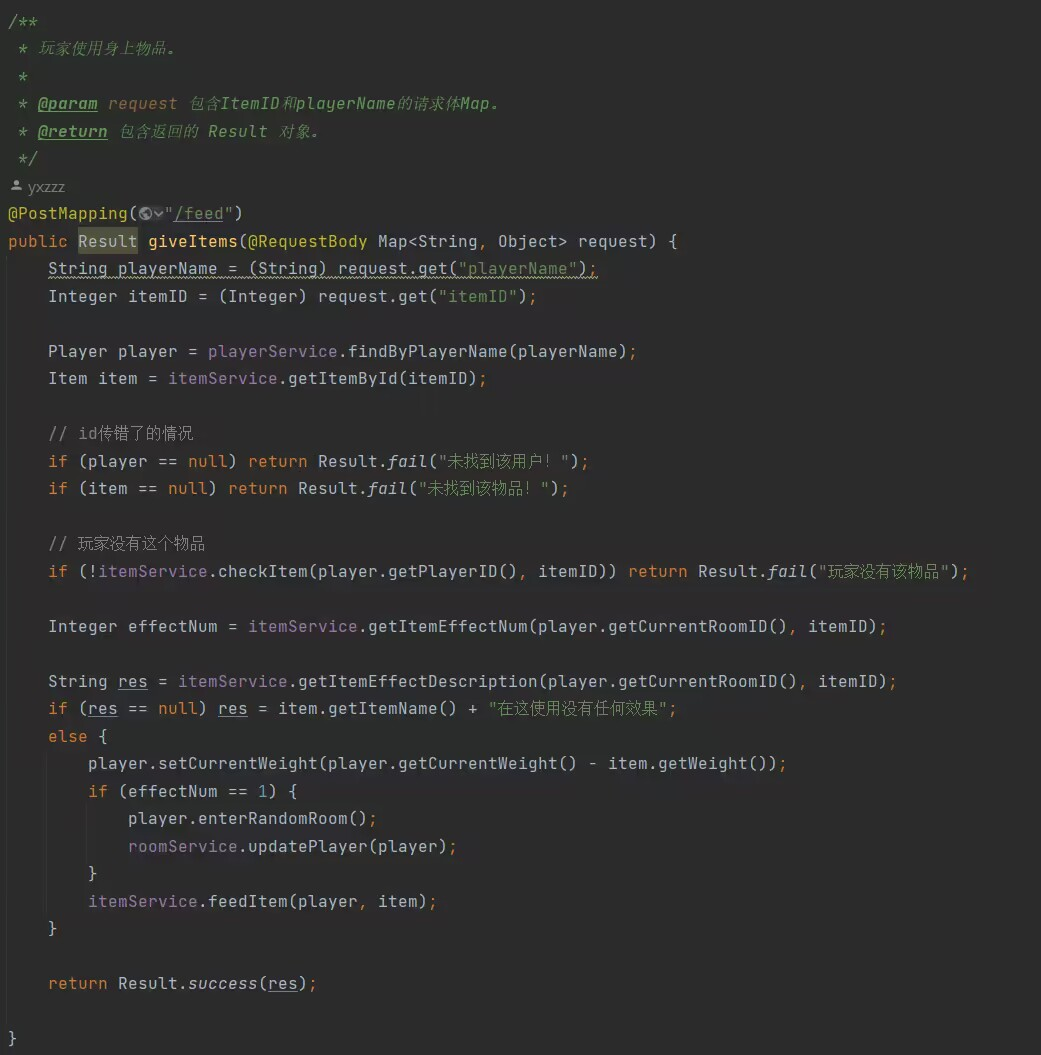 /**
 * 玩家使用身上物品。
 *
 * @param request 包含ItemID和playerName的请求体Map。
 * @return 包含返回的 Result 对象。
 */
yxzzz
@PostMapping("/feed")
public Result giveItems(@RequestBody Map<String, Object> request) {
    String playerName = (String) request.get("playerName");
    Integer itemID = (Integer) request.get("itemID");

    Player player = playerService.findByPlayerName(playerName);
    Item item = itemService.getItemById(itemID);

    // id传错了的情况
    if (player == null) return Result.fail("未找到该用户！");
    if (item == null) return Result.fail("未找到该物品！");

    // 玩家没有这个物品
    if (!itemService.checkItem(player.getPlayerID(), itemID)) return Result.fail("玩家没有该物品");

    Integer effectNum = itemService.getItemEffectNum(player.getCurrentRoomID(), itemID);

    String res = itemService.getItemEffectDescription(player.getCurrentRoomID(), itemID);
    if (res == null) res = item.getItemName() + "在这使用没有任何效果";
    else {
        player.setCurrentWeight(player.getCurrentWeight() - item.getWeight());
        if (effectNum == 1) {
            player.enterRandomRoom();
            roomService.updatePlayer(player);
        }
        itemService.feedItem(player, item);
    }

    return Result.success(res);

}